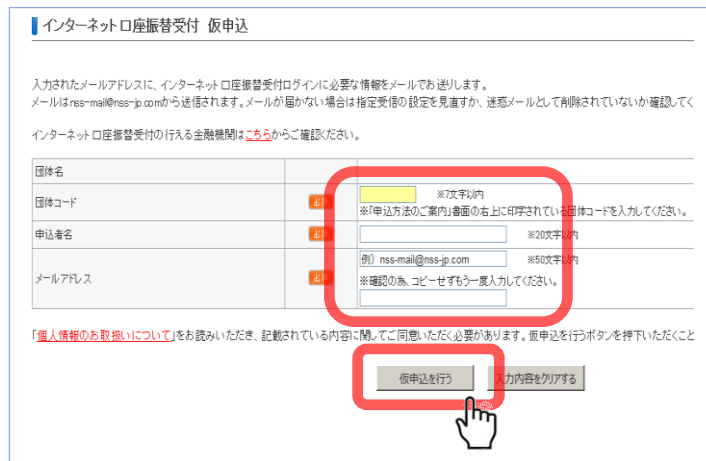 インターネット口座振替受付 仮申込
入力されたメールアドレスに、インターネット口座振替受付ログインに必要な情報をメールでお送りします。
メールはnss-mail@nss-jp.comから送信されます。メールが届かない場合は指定受信の設定を見直すか、迷惑メールとして削除されていないか確認してく
インターネット口座振替受付の行える金融機関はこちらからご確認ください。
団体名
団体コード 必須 ※7文字以内
※「申込方法のご案内」書面の右上に印字されている団体コードを入力してください。
申込者名 必須 ※20文字以内
例）nss-mail@nss-jp.com ※50文字以内
メールアドレス 必須 ※確認の為、コピーせずもう一度入力してください。
「個人情報のお取扱いについて」をお読みいただき、記載されている内容に関してご同意いただく必要があります。仮申込を行うボタンを押下いただくこと
仮申込を行う 入力内容をクリアする